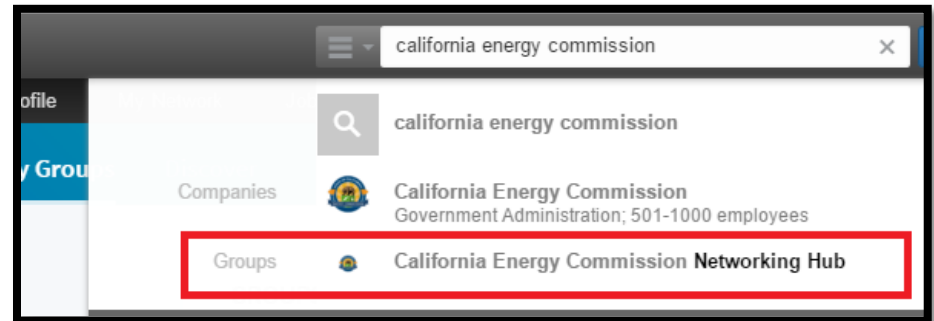 california energy commission
ofile
california energy commission
y Grou
Companies
California Energy Commission
Government Administration; 501-1000 employees
Groups
California Energy Commission Networking Hub